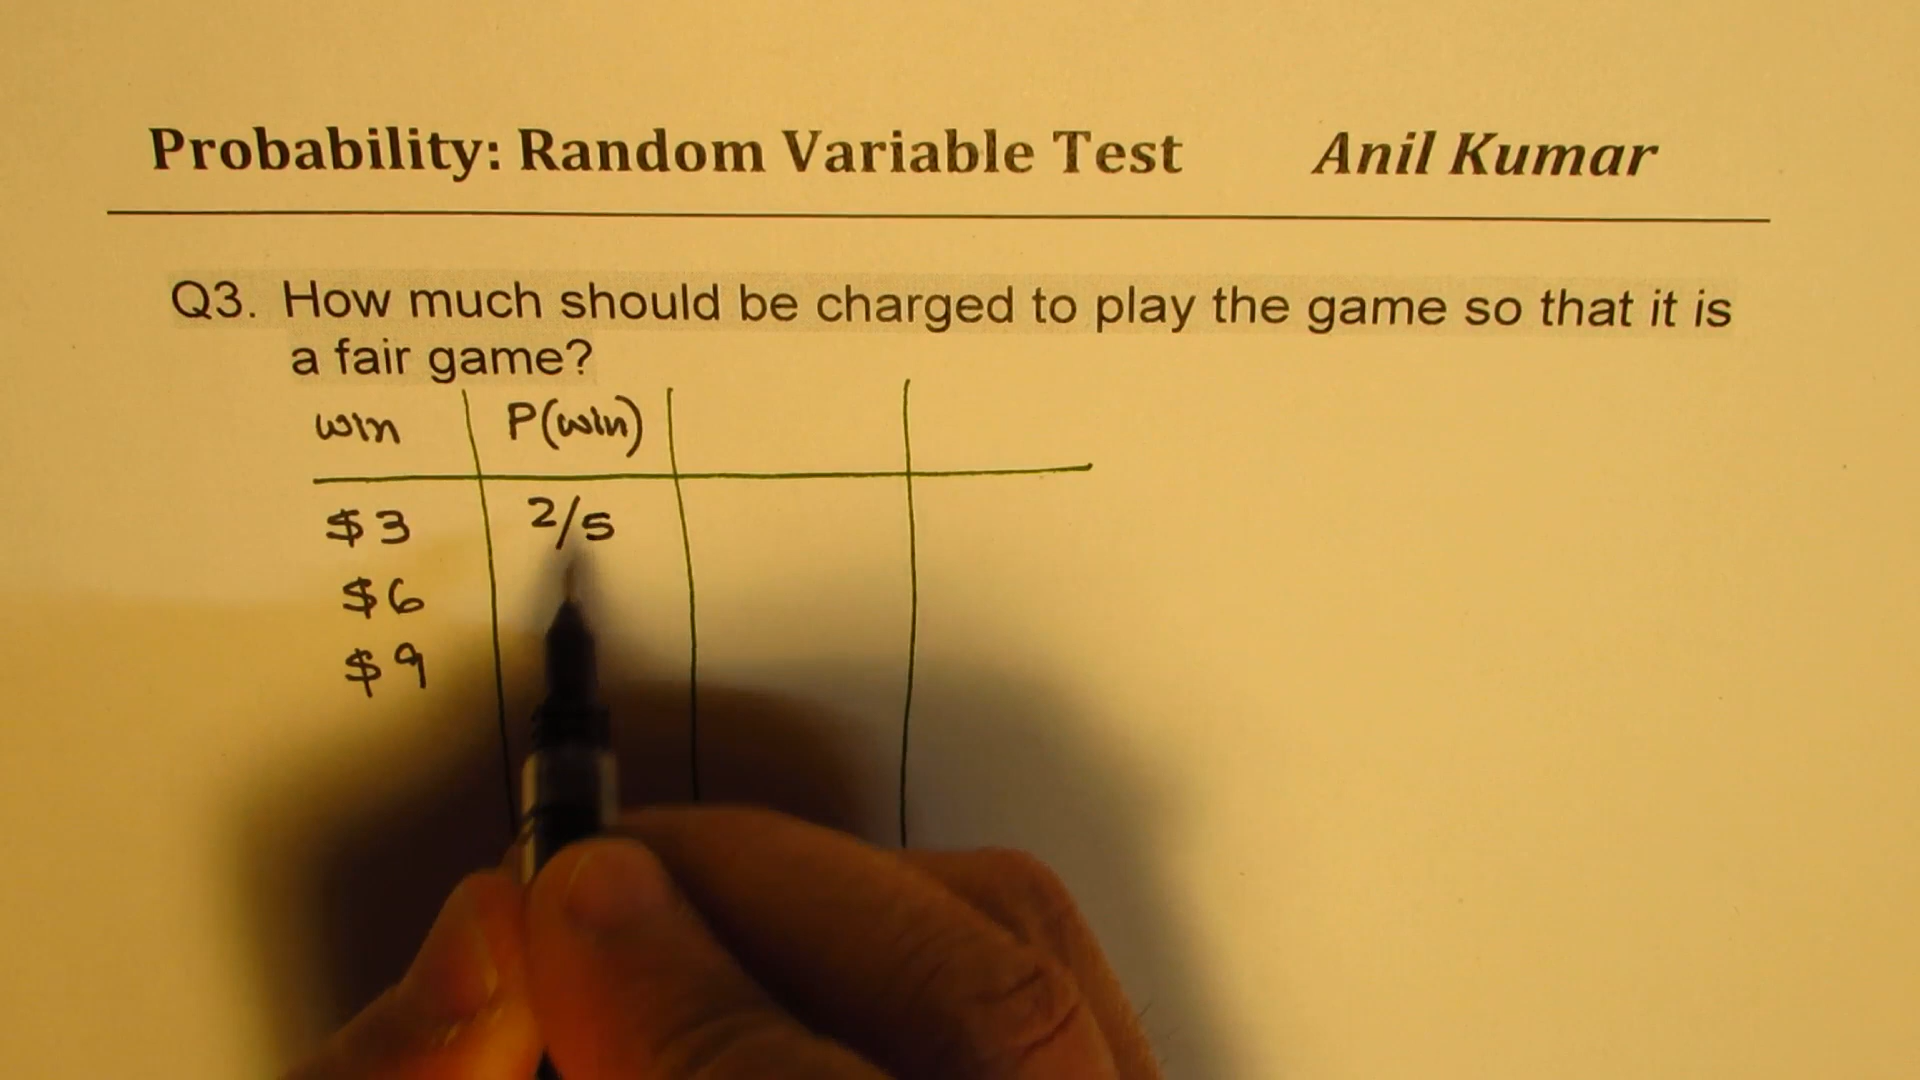 Probability: Random Variable Test Anil Kumar
Q3. How much should be charged to play the game so that it is
a fair game?
win P(win)
$3 2/5
$6
$9